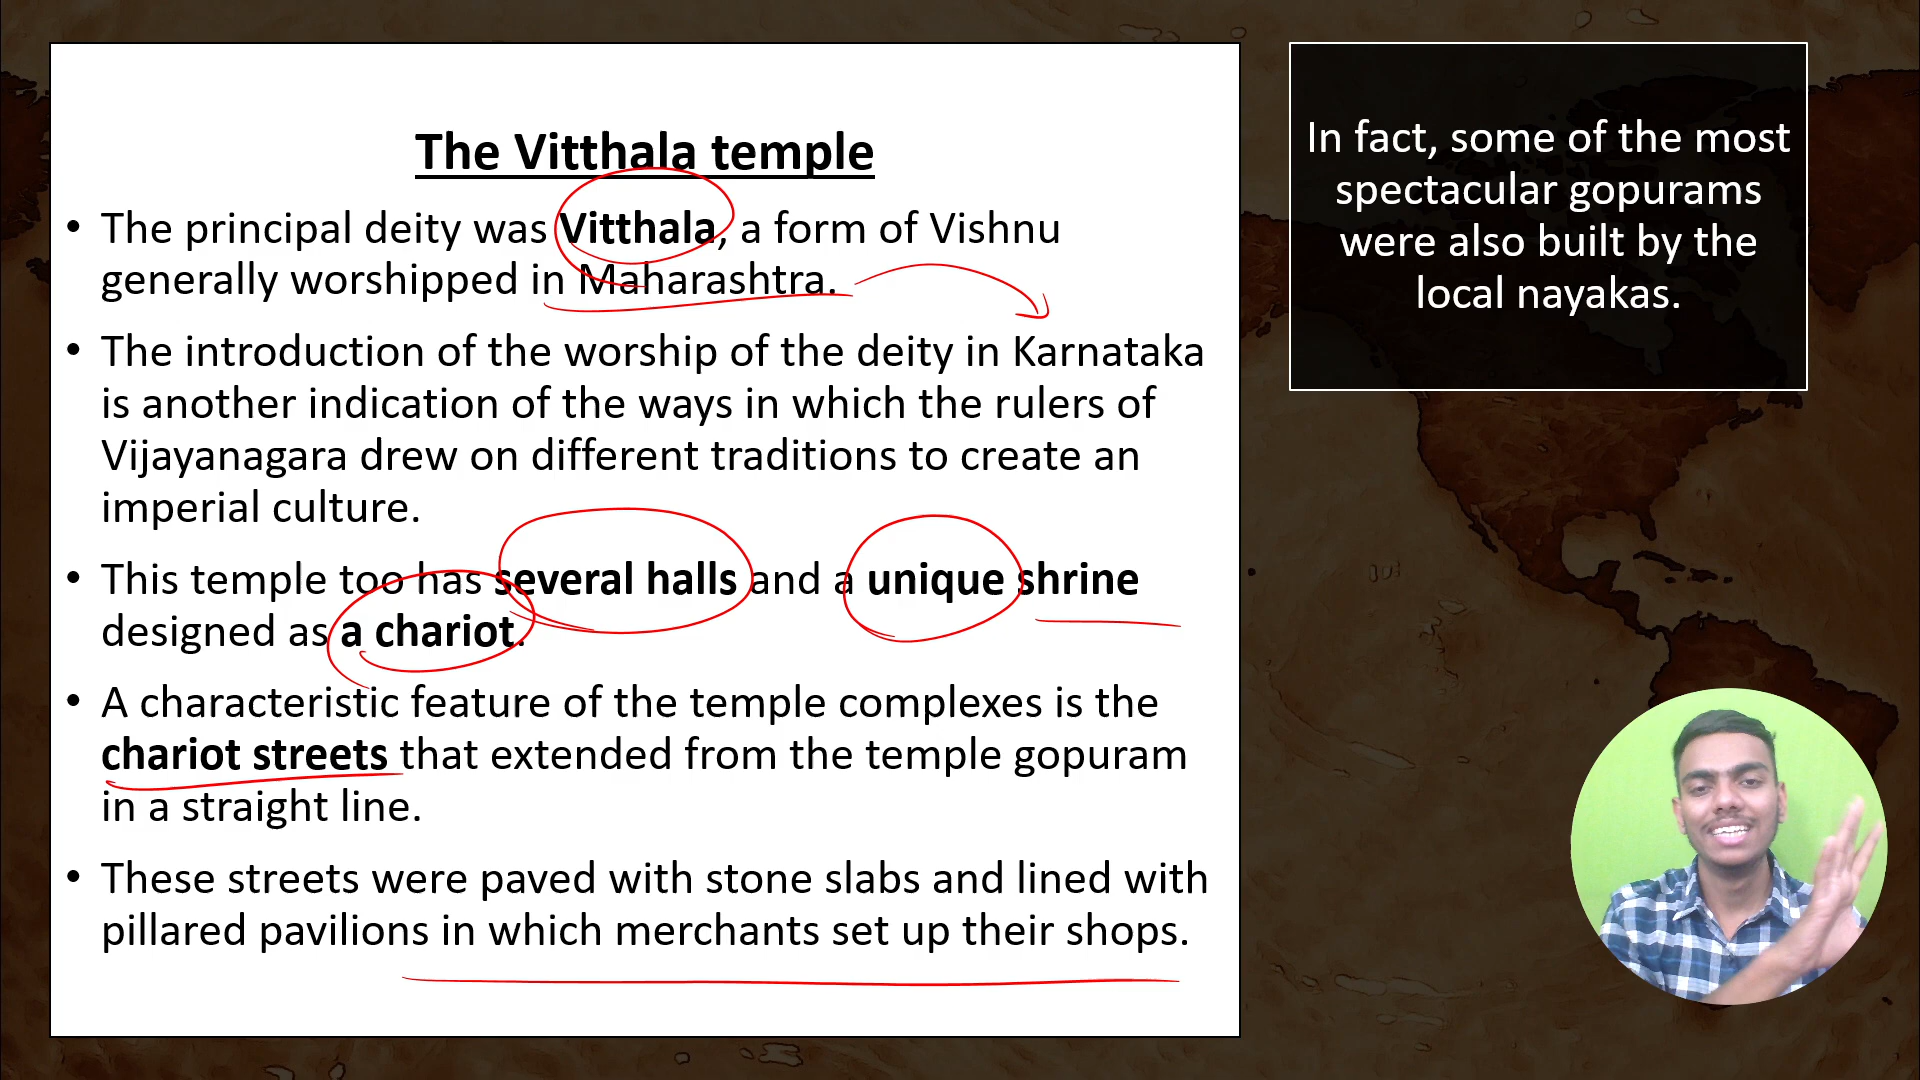 The Vitthala temple
• The principal deity was Vitthala, a form of Vishnu
generally worshipped in Maharashtra.
• The introduction of the worship of the deity in Karnataka
is another indication of the ways in which the rulers of
Vijayanagara drew on different traditions to create an
imperial culture.
• This temple too has several halls and a unique shrine
designed as a chariot.
• A characteristic feature of the temple complexes is the
chariot streets that extended from the temple gopuram
in a straight line.
• These streets were paved with stone slabs and lined with
pillared pavilions in which merchants set up their shops.
In fact, some of the most
spectacular gopurams
were also built by the
local nayakas.